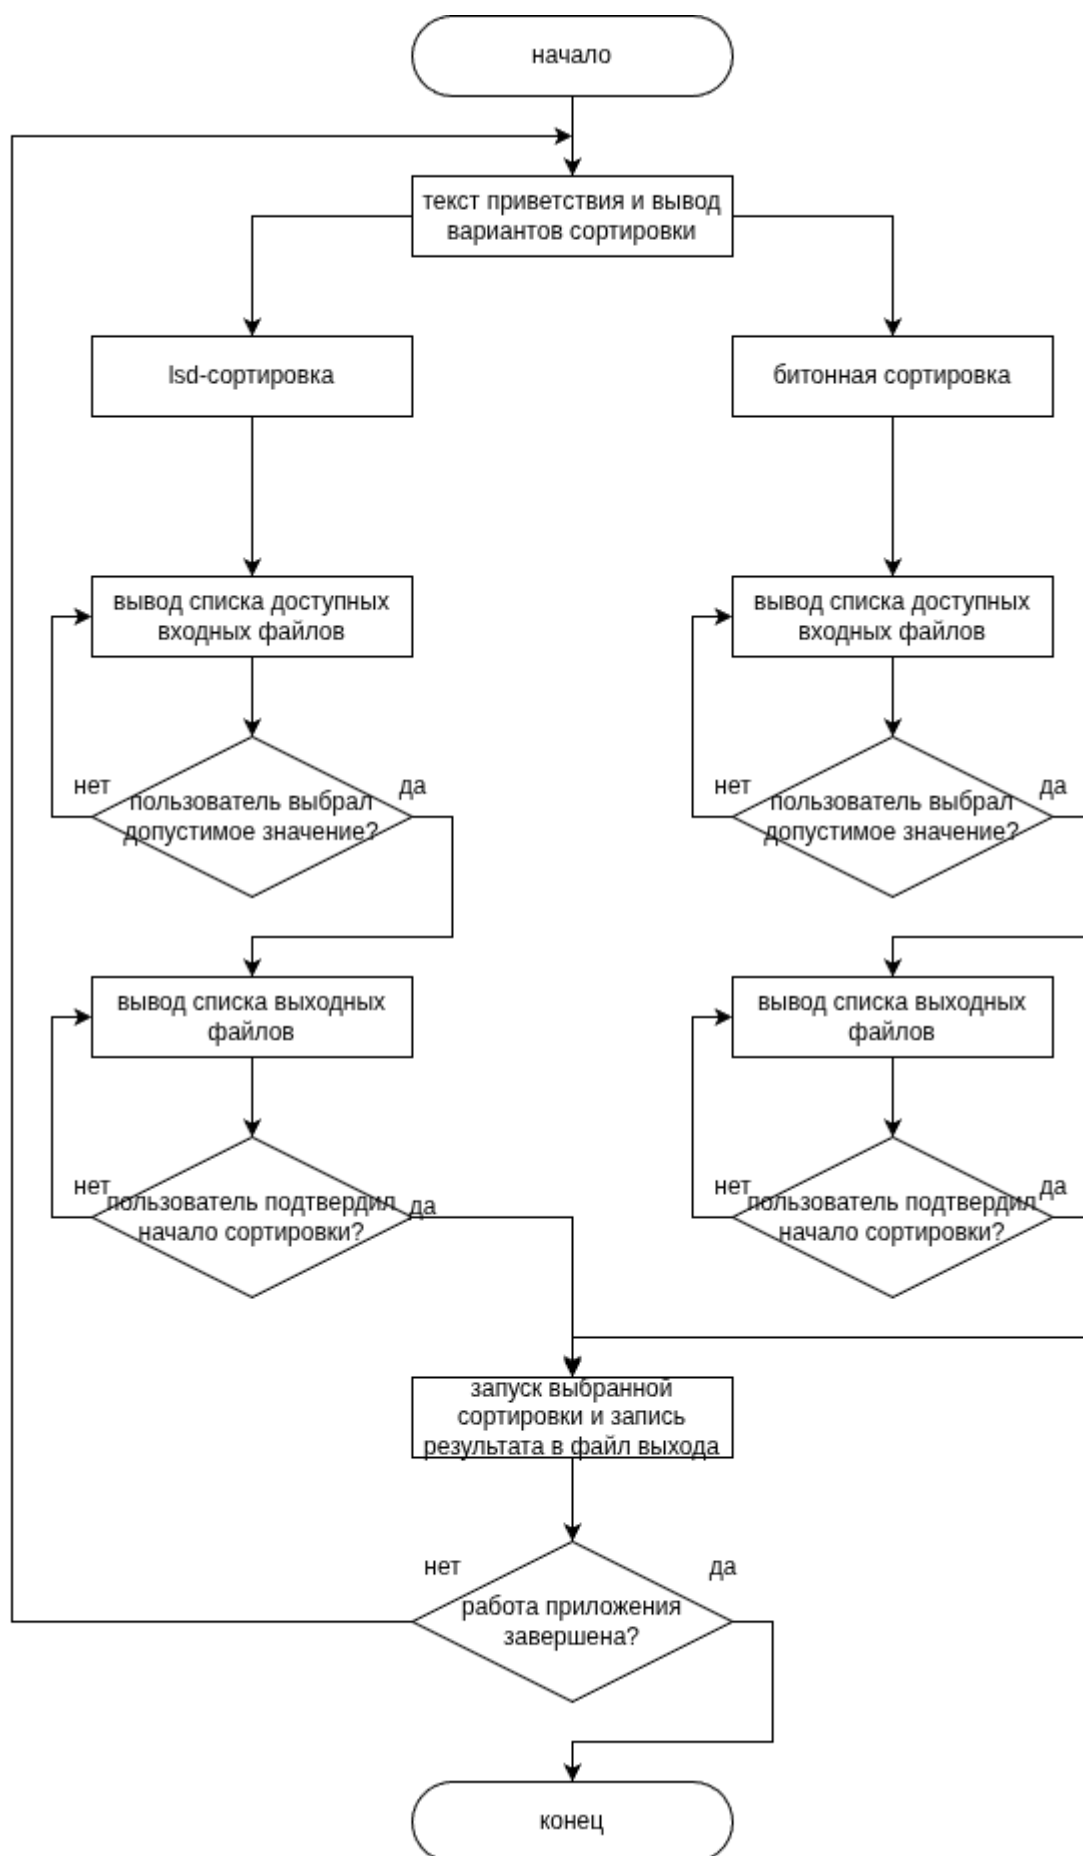 начало
текст приветствия и вывод
вариантов сортировки
lsd-сортировка
битонная сортировка
вывод списка доступных
входных файлов
вывод списка доступных
входных файлов
нет
пользователь выбрал
допустимое значение?
да
нет
пользователь выбрал
допустимое значение?
да
вывод списка выходных
файлов
вывод списка выходных
файлов
нет
пользователь подтвердил
начало сортировки?
да
нет
пользователь подтвердил
начало сортировки?
да
запуск выбранной
сортировки и запись
результата в файл выхода
нет
да
работа приложения
завершена?
конец